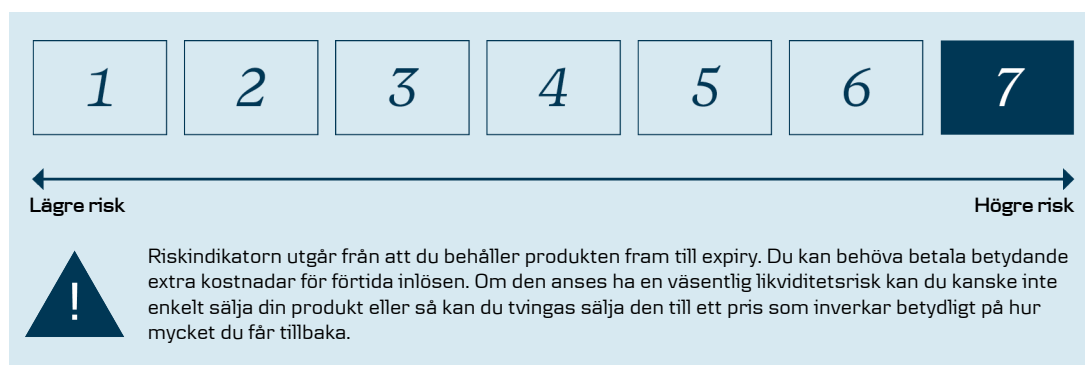 1 2 3 4 5 6 7
Lägre risk Högre risk
!
Riskindikatorn utgår från att du behåller produkten fram till expiry. Du kan behöva betala betydande
extra kostnadar för förtida inlösen. Om den anses ha en väsentlig likviditetsrisk kan du kanske inte
enkelt sälja din produkt eller så kan du tvingas sälja den till ett pris som inverkar betydligt på hur
mycket du får tillbaka.